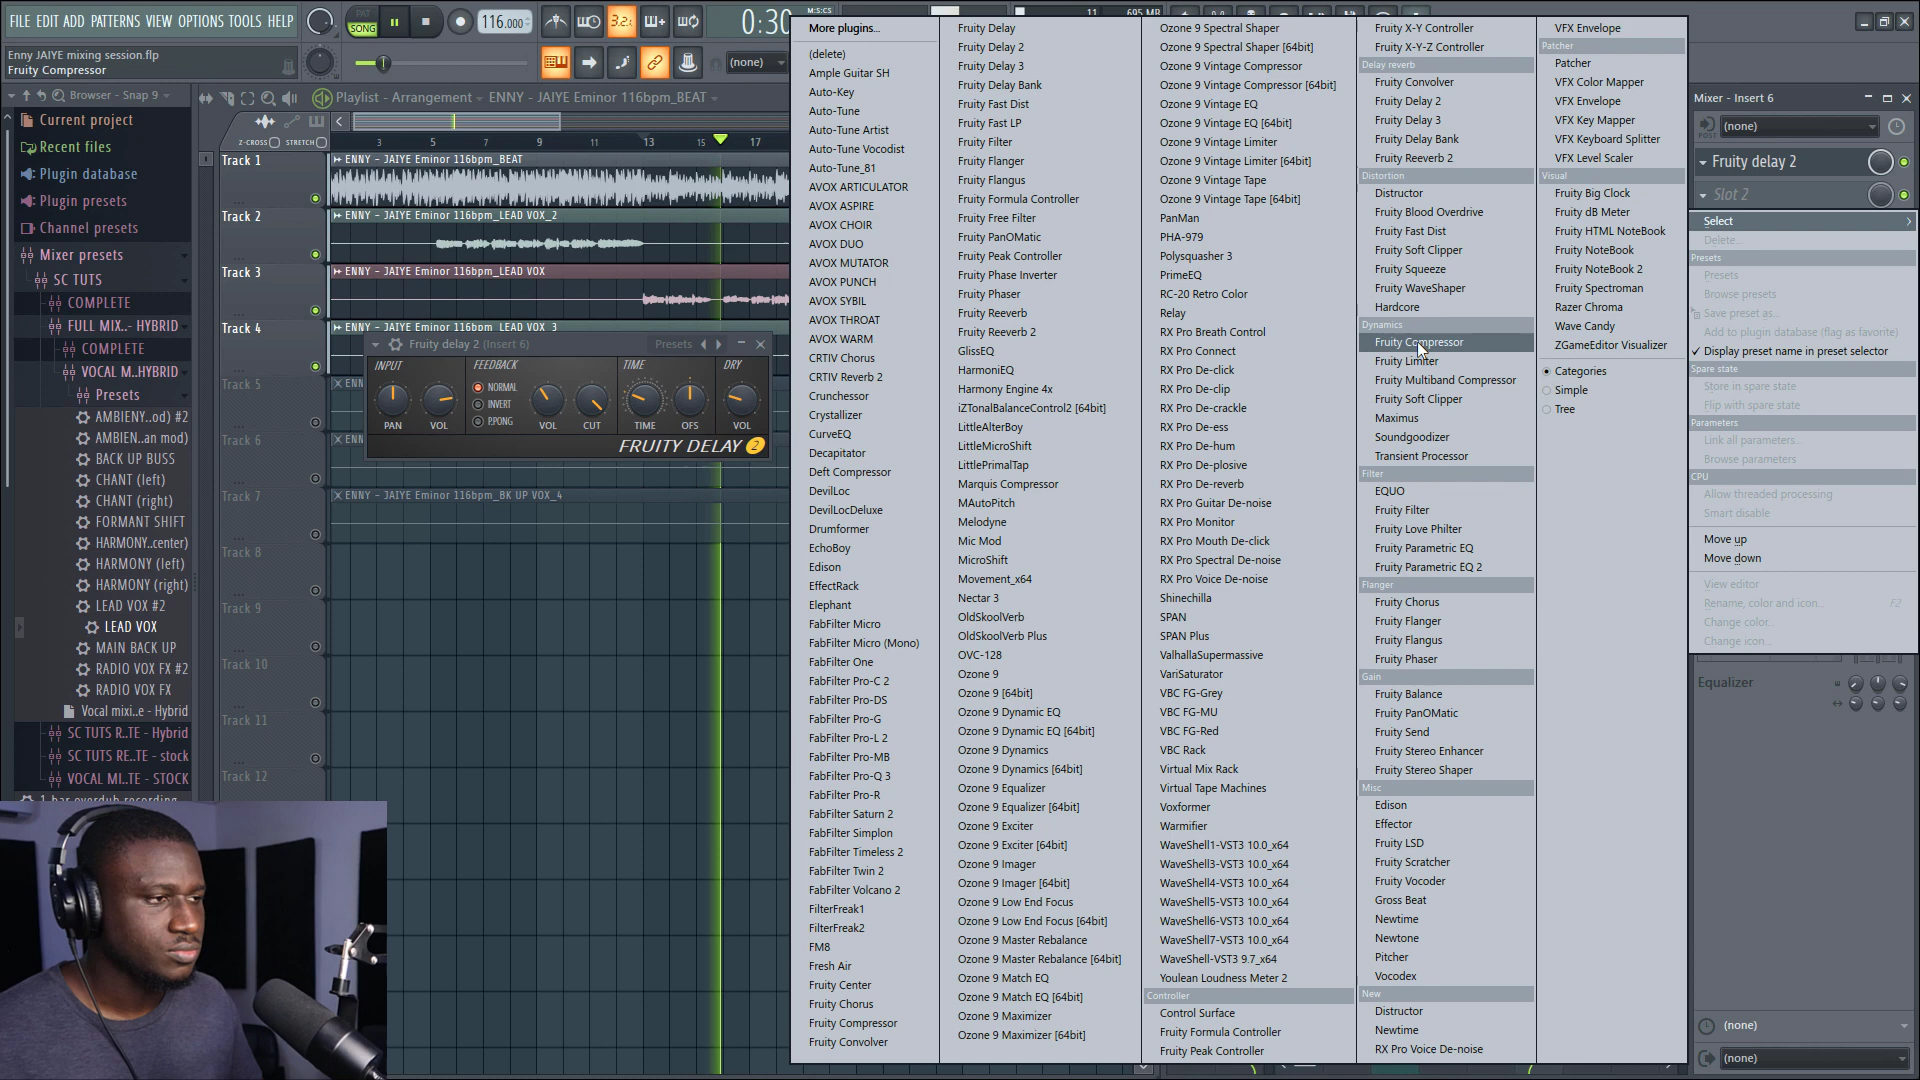 FILE EDIT ADD PATTERNS VIEW OPTIONS TOOLS HELP
PAT
SONG
116.000
3.2.
0:30
M:S:CS
11
695 MB
Enny JAIYE mixing session.flp
Fruity Compressor
(none)
Browser - Snap 9
Playlist - Arrangement
ENNY - JAIYE Eminor 116bpm_BEAT
Current project
Recent files
Plugin database
Plugin presets
Channel presets
Mixer presets
SC TUTS
COMPLETE
FULL MIX..- HYBRID
COMPLETE
VOCAL M..HYBRID
Presets
AMBIENY..od) #2
AMBIEN..an mod)
BACK UP BUSS
CHANT (left)
CHANT (right)
FORMANT SHIFT
HARMONY..center)
HARMONY (left)
HARMONY (right)
LEAD VOX #2
LEAD VOX
MAIN BACK UP
RADIO VOX FX #2
RADIO VOX FX
Vocal mixi..e - Hybrid
SC TUTS R..TE - Hybrid
SC TUTS RE..TE - stock
VOCAL MI..TE - STOCK
1 bar overdub recording
Z-CROSS
STRETCH
3 5 7 9 11 13 15 17
Track 1
ENNY - JAIYE Eminor 116bpm_BEAT
Track 2
ENNY - JAIYE Eminor 116bpm_LEAD VOX_2
Track 3
ENNY - JAIYE Eminor 116bpm_LEAD VOX
Track 4
ENNY - JAIYE Eminor 116bpm_LEAD VOX_3
Track 5
ENN
Track 6
ENN
Track 7
ENNY - JAIYE Eminor 116bpm_BK UP VOX_4
Track 8
Track 9
Track 10
Track 11
Track 12
Fruity delay 2 (Insert 6)
Presets
INPUT
PAN
VOL
FEEDBACK
NORMAL
INVERT
P.PONG
VOL
CUT
TIME
TIME
OFS
DRY
VOL
FRUITY DELAY 2
More plugins...
(delete)
Ample Guitar SH
Auto-Key
Auto-Tune
Auto-Tune Artist
Auto-Tune Vocodist
Auto-Tune_81
AVOX ARTICULATOR
AVOX ASPIRE
AVOX CHOIR
AVOX DUO
AVOX MUTATOR
AVOX PUNCH
AVOX SYBIL
AVOX THROAT
AVOX WARM
CRTIV Chorus
CRTIV Reverb 2
Crunchessor
Crystallizer
CurveEQ
Decapitator
Deft Compressor
DevilLoc
DevilLocDeluxe
Drumformer
EchoBoy
Edison
EffectRack
Elephant
FabFilter Micro
FabFilter Micro (Mono)
FabFilter One
FabFilter Pro-C 2
FabFilter Pro-DS
FabFilter Pro-G
FabFilter Pro-L 2
FabFilter Pro-MB
FabFilter Pro-Q 3
FabFilter Pro-R
FabFilter Saturn 2
FabFilter Simplon
FabFilter Timeless 2
FabFilter Twin 2
FabFilter Volcano 2
FilterFreak1
FilterFreak2
FM8
Fresh Air
Fruity Center
Fruity Chorus
Fruity Compressor
Fruity Convolver
Fruity Delay
Fruity Delay 2
Fruity Delay 3
Fruity Delay Bank
Fruity Fast Dist
Fruity Fast LP
Fruity Filter
Fruity Flanger
Fruity Flangus
Fruity Formula Controller
Fruity Free Filter
Fruity PanOMatic
Fruity Peak Controller
Fruity Phase Inverter
Fruity Phaser
Fruity Reeverb
Fruity Reeverb 2
GlissEQ
HarmoniEQ
Harmony Engine 4x
iZTonalBalanceControl2 [64bit]
LittleAlterBoy
LittleMicroShift
LittlePrimalTap
Marquis Compressor
MAutoPitch
Melodyne
Mic Mod
MicroShift
Movement_x64
Nectar 3
OldSkoolVerb
OldSkoolVerb Plus
OVC-128
Ozone 9
Ozone 9 [64bit]
Ozone 9 Dynamic EQ
Ozone 9 Dynamic EQ [64bit]
Ozone 9 Dynamics
Ozone 9 Dynamics [64bit]
Ozone 9 Equalizer
Ozone 9 Equalizer [64bit]
Ozone 9 Exciter
Ozone 9 Exciter [64bit]
Ozone 9 Imager
Ozone 9 Imager [64bit]
Ozone 9 Low End Focus
Ozone 9 Low End Focus [64bit]
Ozone 9 Master Rebalance
Ozone 9 Master Rebalance [64bit]
Ozone 9 Match EQ
Ozone 9 Match EQ [64bit]
Ozone 9 Maximizer
Ozone 9 Maximizer [64bit]
Ozone 9 Spectral Shaper
Ozone 9 Spectral Shaper [64bit]
Ozone 9 Vintage Compressor
Ozone 9 Vintage Compressor [64bit]
Ozone 9 Vintage EQ
Ozone 9 Vintage EQ [64bit]
Ozone 9 Vintage Limiter
Ozone 9 Vintage Limiter [64bit]
Ozone 9 Vintage Tape
Ozone 9 Vintage Tape [64bit]
PanMan
PHA-979
Polysquasher 3
PrimeEQ
RC-20 Retro Color
Relay
RX Pro Breath Control
RX Pro Connect
RX Pro De-click
RX Pro De-clip
RX Pro De-crackle
RX Pro De-ess
RX Pro De-hum
RX Pro De-plosive
RX Pro De-reverb
RX Pro Guitar De-noise
RX Pro Monitor
RX Pro Mouth De-click
RX Pro Spectral De-noise
RX Pro Voice De-noise
Shinechilla
SPAN
SPAN Plus
ValhallaSupermassive
VariSaturator
VBC FG-Grey
VBC FG-MU
VBC FG-Red
VBC Rack
Virtual Mix Rack
Virtual Tape Machines
Voxformer
Warmifier
WaveShell1-VST3 10.0_x64
WaveShell3-VST3 10.0_x64
WaveShell4-VST3 10.0_x64
WaveShell5-VST3 10.0_x64
WaveShell6-VST3 10.0_x64
WaveShell7-VST3 10.0_x64
WaveShell-VST3 9.7_x64
Youlean Loudness Meter 2
Controller
Control Surface
Fruity Formula Controller
Fruity Peak Controller
Fruity X-Y Controller
Fruity X-Y-Z Controller
Delay reverb
Fruity Convolver
Fruity Delay 2
Fruity Delay 3
Fruity Delay Bank
Fruity Reeverb 2
Distortion
Distructor
Fruity Blood Overdrive
Fruity Fast Dist
Fruity Soft Clipper
Fruity Squeeze
Fruity WaveShaper
Hardcore
Dynamics
Fruity Compressor
Fruity Limiter
Fruity Multiband Compressor
Fruity Soft Clipper
Maximus
Soundgoodizer
Transient Processor
Filter
EQUO
Fruity Filter
Fruity Love Philter
Fruity Parametric EQ
Fruity Parametric EQ 2
Flanger
Fruity Chorus
Fruity Flanger
Fruity Flangus
Fruity Phaser
Gain
Fruity Balance
Fruity PanOMatic
Fruity Send
Fruity Stereo Enhancer
Fruity Stereo Shaper
Misc
Edison
Effector
Fruity LSD
Fruity Scratcher
Fruity Vocoder
Gross Beat
Newtime
Newtone
Pitcher
Vocodex
New
Distructor
Newtime
RX Pro Voice De-noise
VFX Envelope
Patcher
Patcher
VFX Color Mapper
VFX Envelope
VFX Key Mapper
VFX Keyboard Splitter
VFX Level Scaler
Visual
Fruity Big Clock
Fruity dB Meter
Fruity HTML NoteBook
Fruity NoteBook
Fruity NoteBook 2
Fruity Spectroman
Razer Chroma
Wave Candy
ZGameEditor Visualizer
Categories
Simple
Tree
Mixer - Insert 6
POST
(none)
Fruity delay 2
Slot 2
Select
Delete...
Presets
Presets
Browse presets
Save preset as...
Add to plugin database (flag as favorite)
Display preset name in preset selector
Spare state
Store in spare state
Flip with spare state
Parameters
Link all parameters...
Browse parameters
CPU
Allow threaded processing
Smart disable
Move up
Move down
View editor
Rename, color and icon... F2
Change color...
Change icon...
Equalizer
(none)
(none)